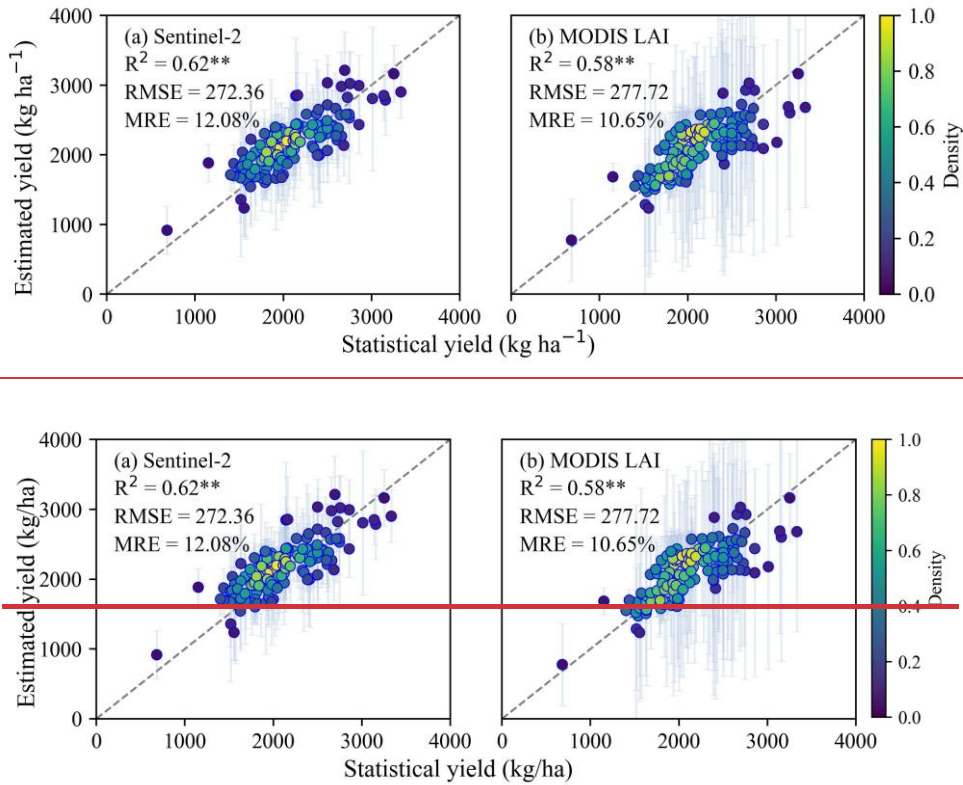 4000
3000
2000
1000
0
Estimated yield (kg ha⁻¹)
(a) Sentinel-2
R² = 0.62**
RMSE = 272.36
MRE = 12.08%
0 1000 2000 3000 4000
(b) MODIS LAI
R² = 0.58**
RMSE = 277.72
MRE = 10.65%
0 1000 2000 3000 4000
Statistical yield (kg ha⁻¹)
1.0
0.8
0.6
0.4
0.2
0.0
Density
4000
3000
2000
1000
0
Estimated yield (kg/ha)
(a) Sentinel-2
R² = 0.62**
RMSE = 272.36
MRE = 12.08%
0 1000 2000 3000 4000
(b) MODIS LAI
R² = 0.58**
RMSE = 277.72
MRE = 10.65%
0 1000 2000 3000 4000
Statistical yield (kg/ha)
1.0
0.8
0.6
0.4
0.2
0.0
Density